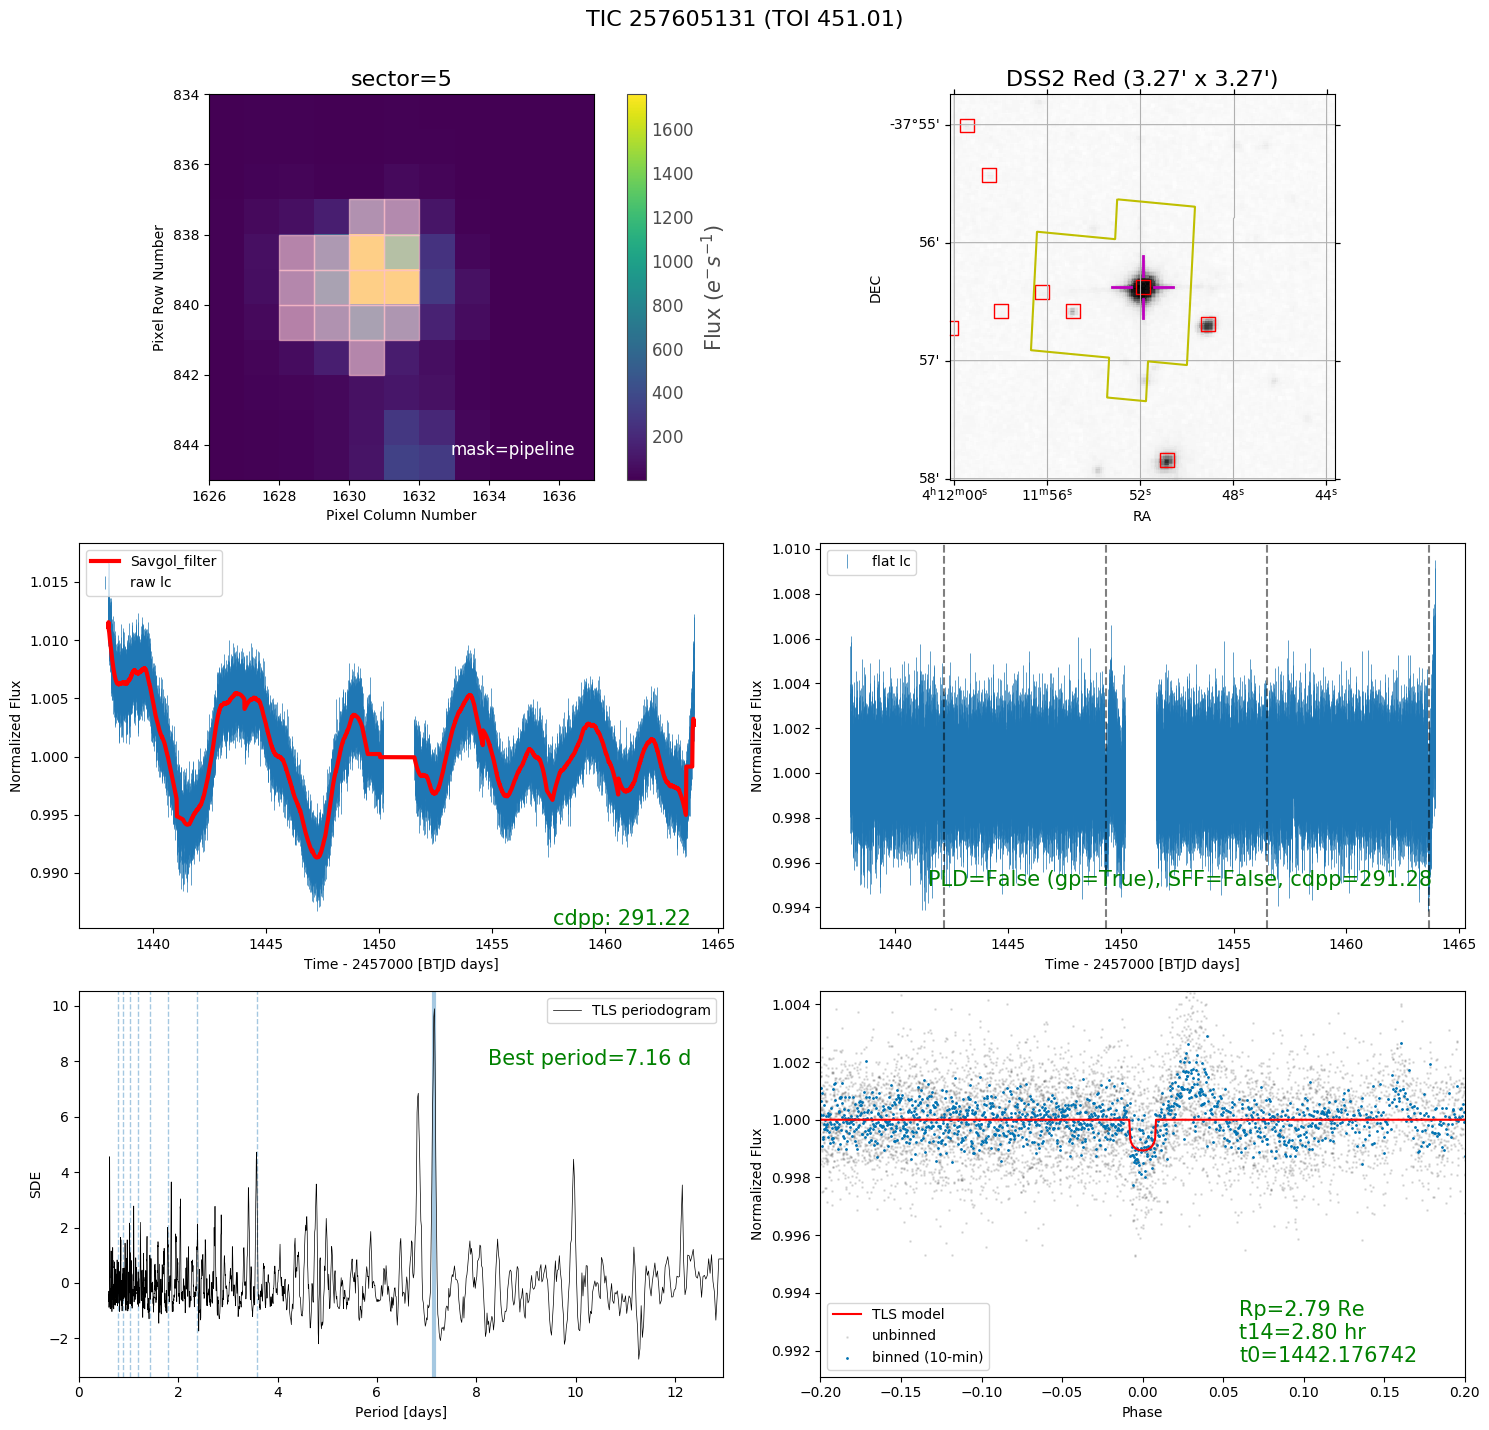 TIC 257605131 (TOI 451.01)
sector=5
834
836
838
840
842
844
Pixel Row Number
1626 1628 1630 1632 1634 1636
Pixel Column Number
mask=pipeline
1600
1400
1200
1000
800
600
400
200
Flux (e⁻s⁻¹)
DSS2 Red (3.27' x 3.27')
-37°55'
56'
57'
58'
DEC
4ʰ12ᵐ00ˢ 11ᵐ56ˢ 52ˢ 48ˢ 44ˢ
RA
Savgol_filter
raw lc
1.015
1.010
1.005
1.000
0.995
0.990
Normalized Flux
cdpp: 291.22
1440 1445 1450 1455 1460 1465
Time - 2457000 [BTJD days]
flat lc
1.010
1.008
1.006
1.004
1.002
1.000
0.998
0.996
0.994
Normalized Flux
PLD=False (gp=True), SFF=False, cdpp=291.28
1440 1445 1450 1455 1460 1465
Time - 2457000 [BTJD days]
TLS periodogram
Best period=7.16 d
10
8
6
4
2
0
−2
SDE
0 2 4 6 8 10 12
Period [days]
1.004
1.002
1.000
0.998
0.996
0.994
0.992
Normalized Flux
TLS model
unbinned
binned (10-min)
Rp=2.79 Re
t14=2.80 hr
t0=1442.176742
−0.20 −0.15 −0.10 −0.05 0.00 0.05 0.10 0.15 0.20
Phase